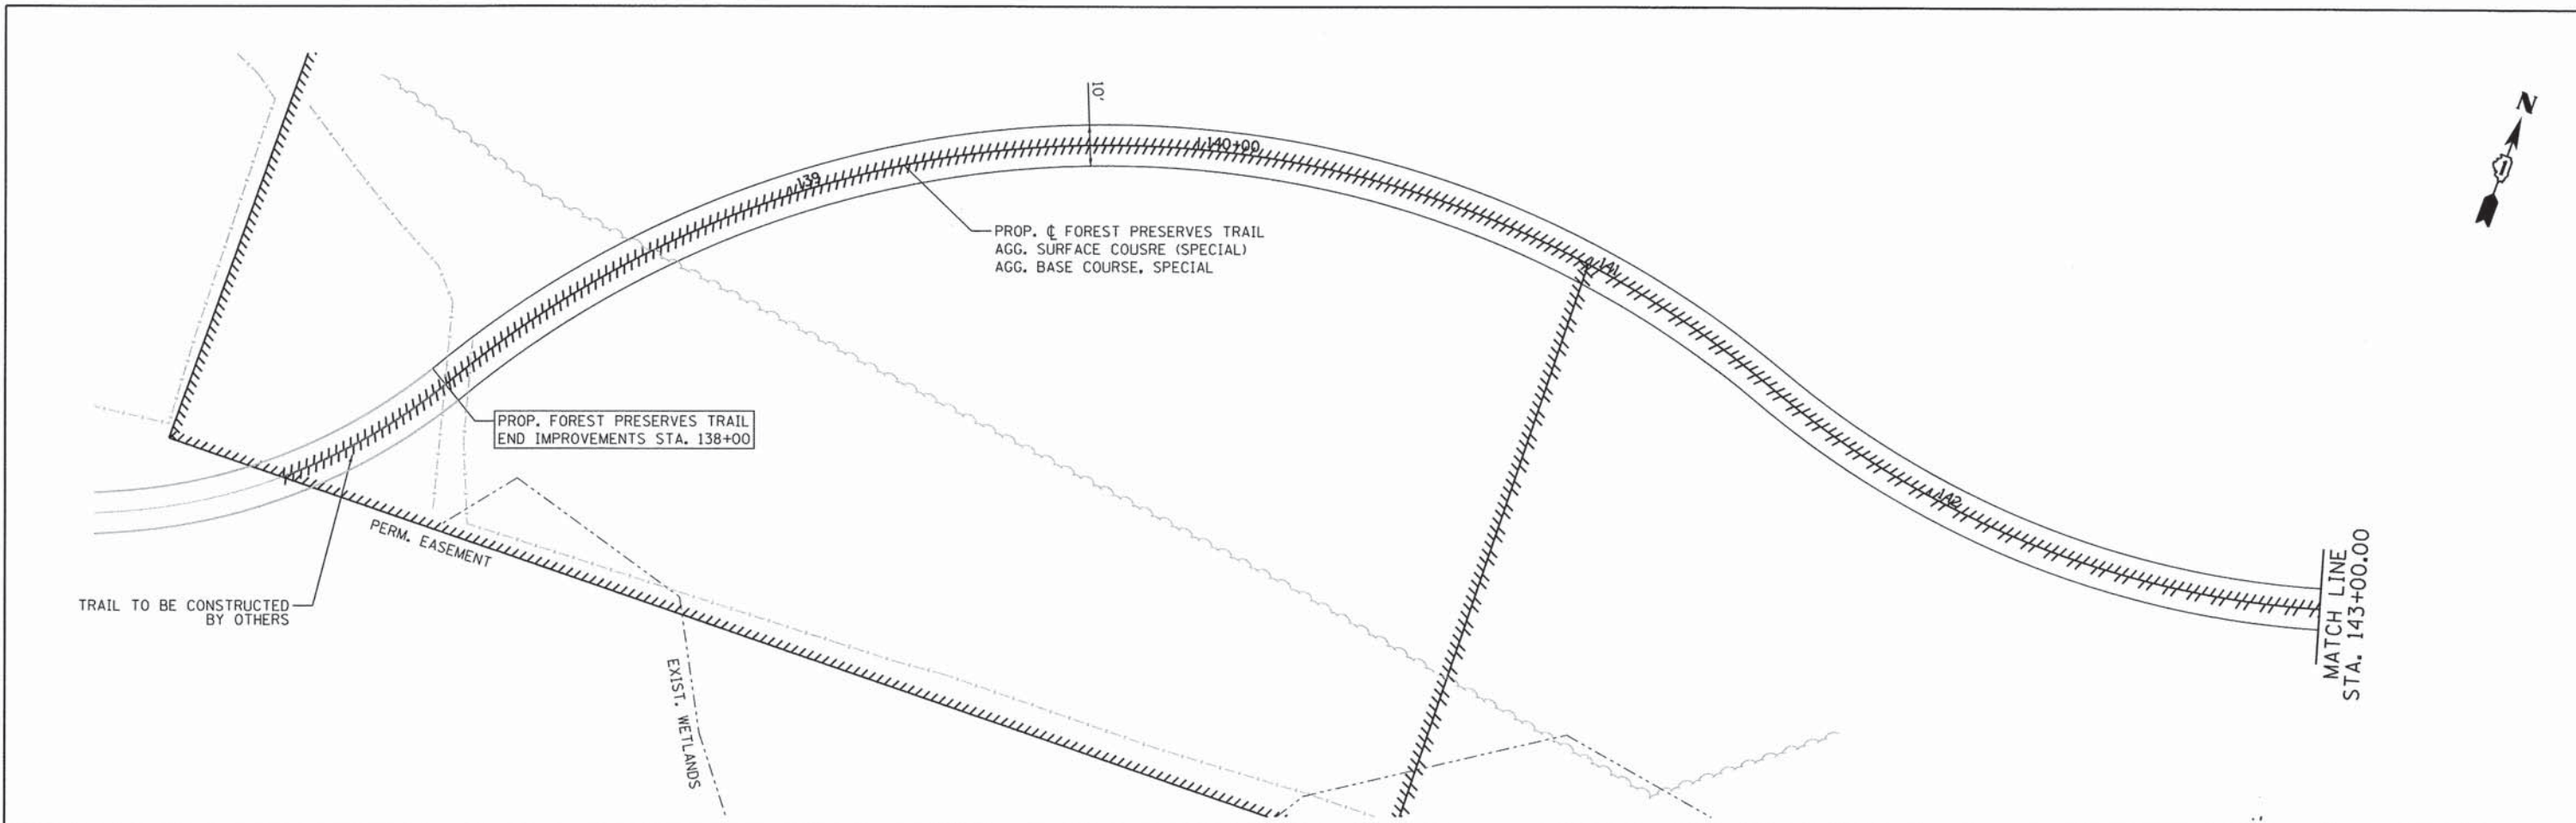 10'
N
139
140+00
PROP. ℄ FOREST PRESERVES TRAIL
AGG. SURFACE COUSRE (SPECIAL)
AGG. BASE COURSE, SPECIAL
141
PROP. FOREST PRESERVES TRAIL
END IMPROVEMENTS STA. 138+00
142
PERM. EASEMENT
MATCH LINE
STA. 143+00.00
TRAIL TO BE CONSTRUCTED
BY OTHERS
EXIST. WETLANDS